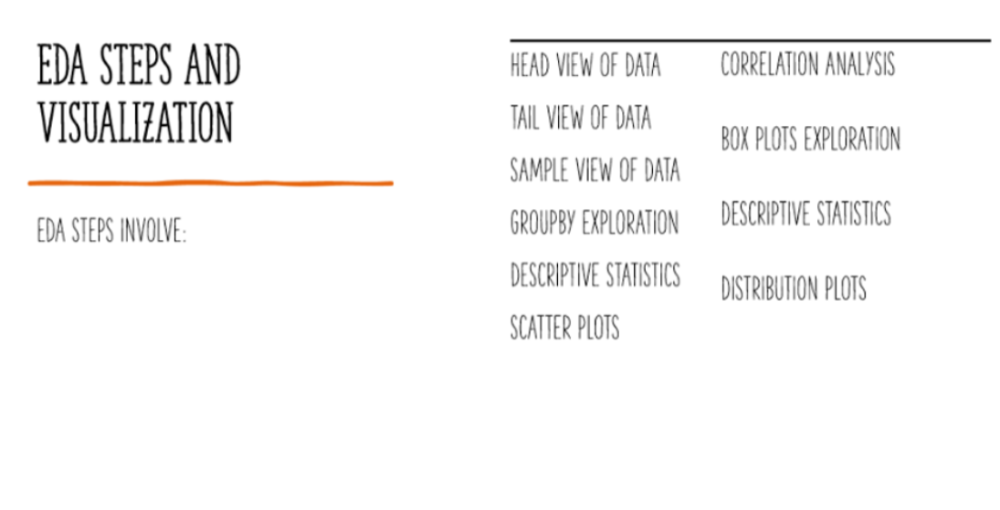 EDA STEPS AND
VISUALIZATION
EDA STEPS INVOLVE:
HEAD VIEW OF DATA
TAIL VIEW OF DATA
SAMPLE VIEW OF DATA
GROUPBY EXPLORATION
DESCRIPTIVE STATISTICS
SCATTER PLOTS
CORRELATION ANALYSIS
BOX PLOTS EXPLORATION
DESCRIPTIVE STATISTICS
DISTRIBUTION PLOTS